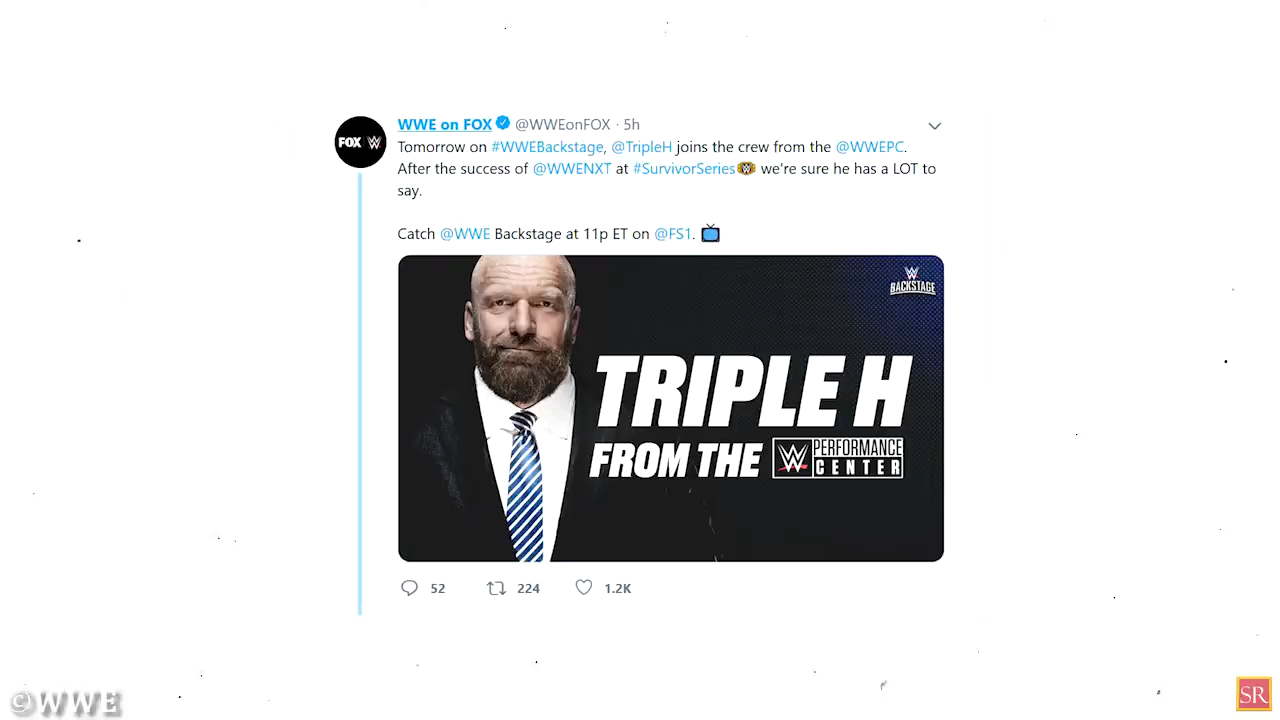 WWE on FOX @WWEonFOX · 5h
Tomorrow on #WWEBackstage, @TripleH joins the crew from the @WWEPC.
After the success of @WWENXT at #SurvivorSeries we're sure he has a LOT to
say.
Catch @WWE Backstage at 11p ET on @FS1.
FOX W
W
BACKSTAGE
TRIPLE H
FROM THE W PERFORMANCE
CENTER
52 224 1.2K
©WWE
SR